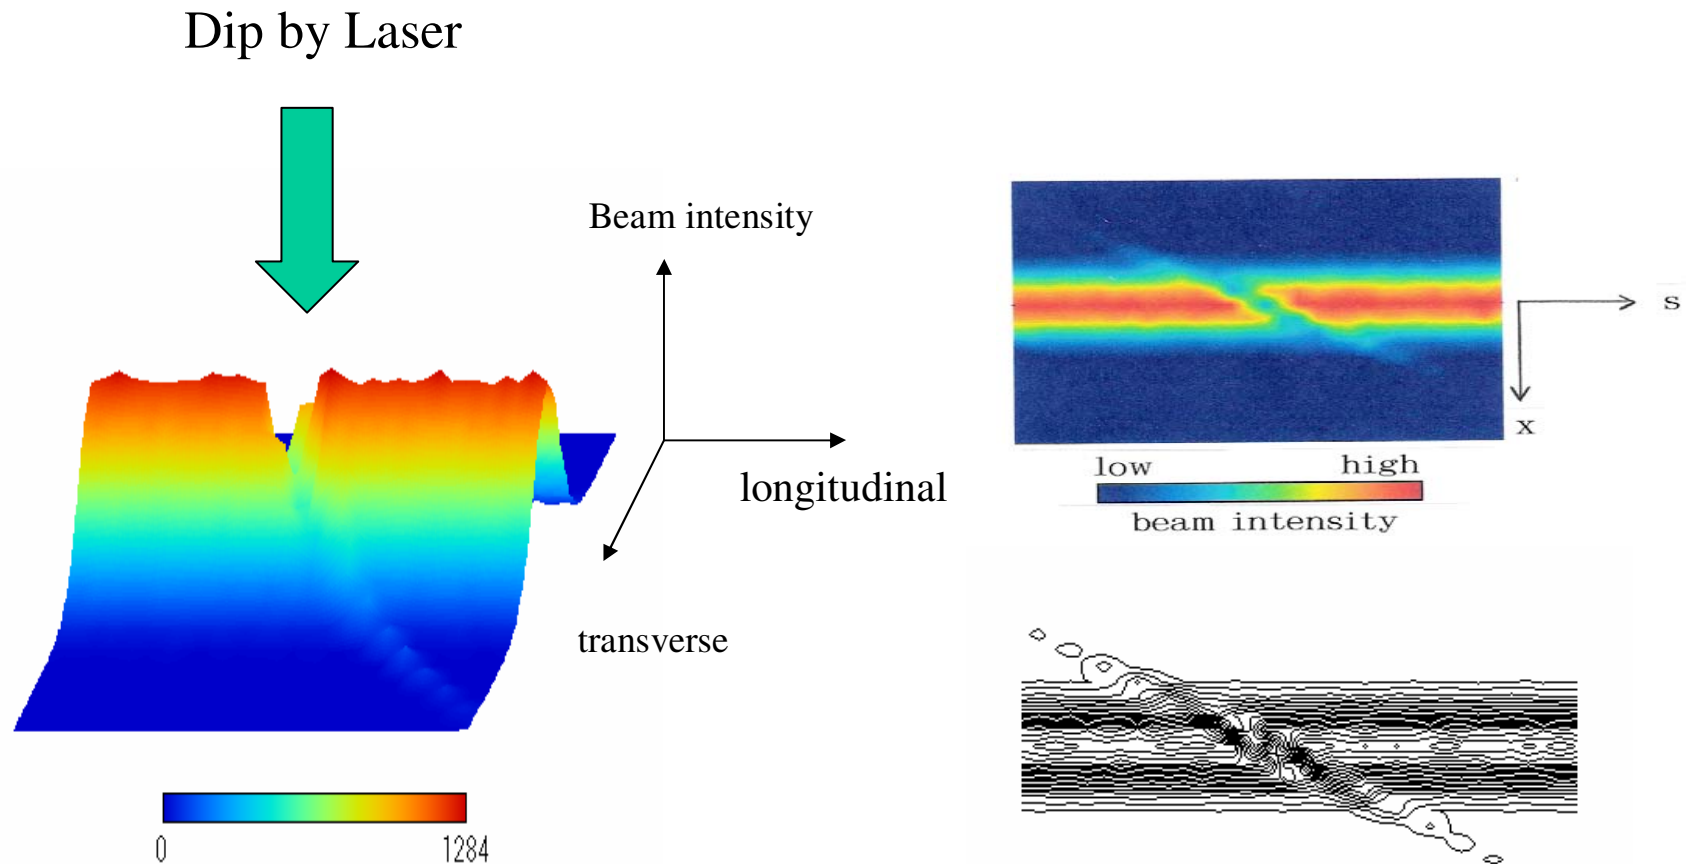 Dip by Laser
Beam intensity
longitudinal
transverse
0
1284
s
x
low
high
beam intensity